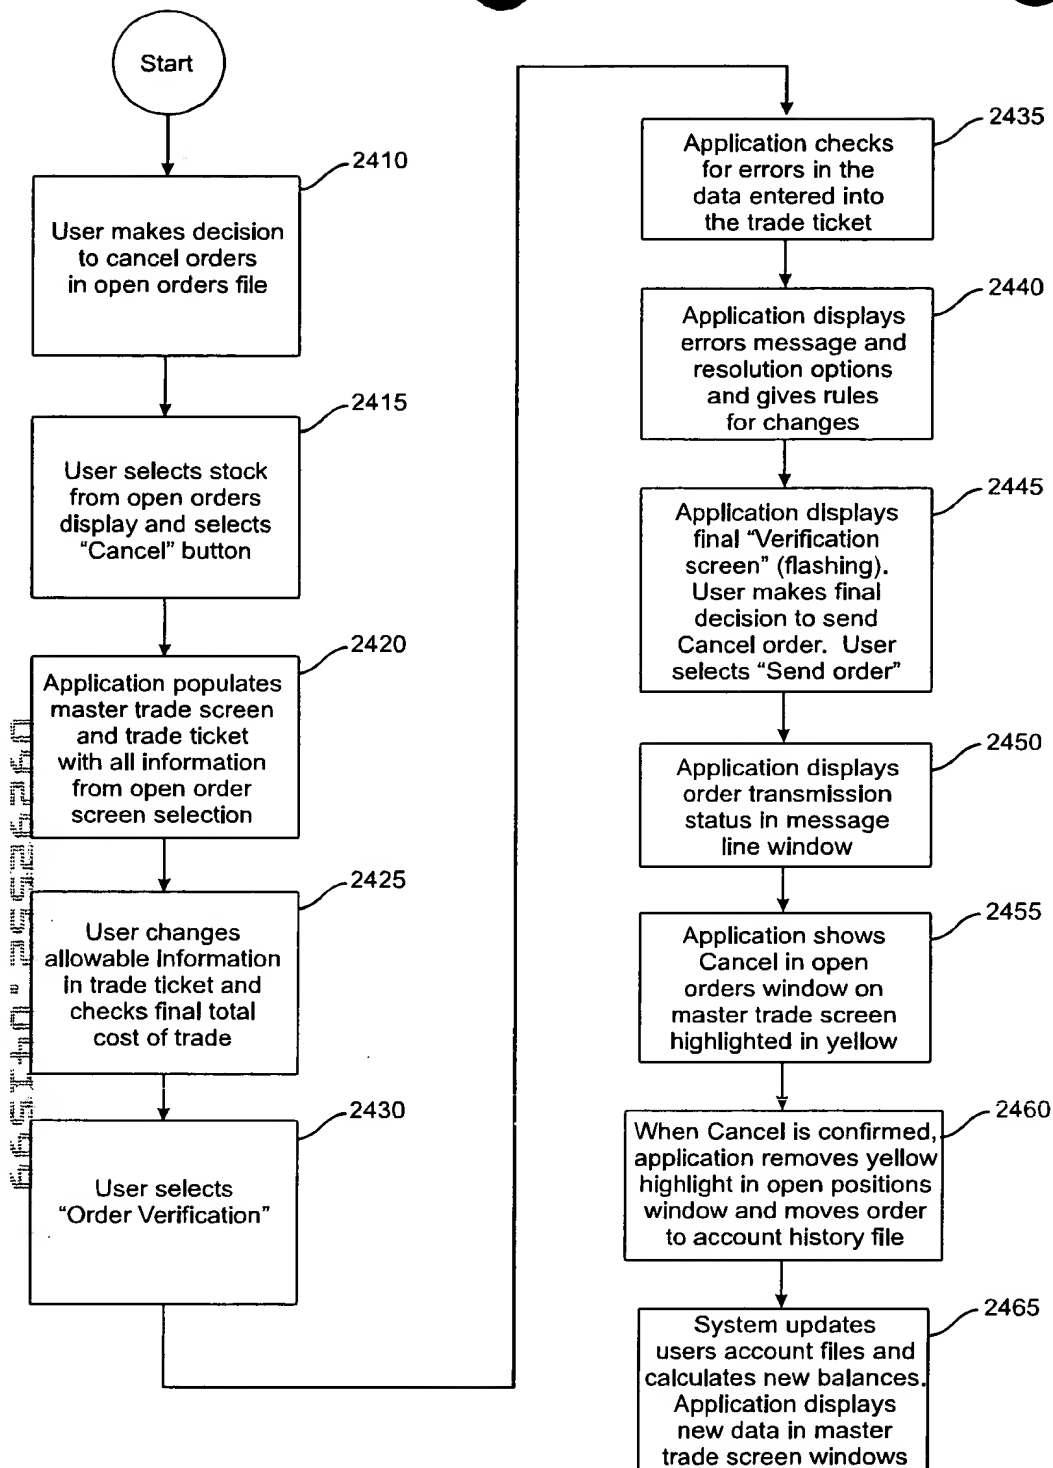 Start
2410
User makes decision
to cancel orders
in open orders file
2415
User selects stock
from open orders
display and selects
“Cancel” button
2420
Application populates
master trade screen
and trade ticket
with all information
from open order
screen selection
2425
User changes
allowable Information
in trade ticket and
checks final total
cost of trade
2430
User selects
“Order Verification”
2435
Application checks
for errors in the
data entered into
the trade ticket
2440
Application displays
errors message and
resolution options
and gives rules
for changes
2445
Application displays
final “Verification
screen” (flashing).
User makes final
decision to send
Cancel order. User
selects “Send order”
2450
Application displays
order transmission
status in message
line window
2455
Application shows
Cancel in open
orders window on
master trade screen
highlighted in yellow
2460
When Cancel is confirmed,
application removes yellow
highlight in open positions
window and moves order
to account history file
2465
System updates
users account files and
calculates new balances.
Application displays
new data in master
trade screen windows